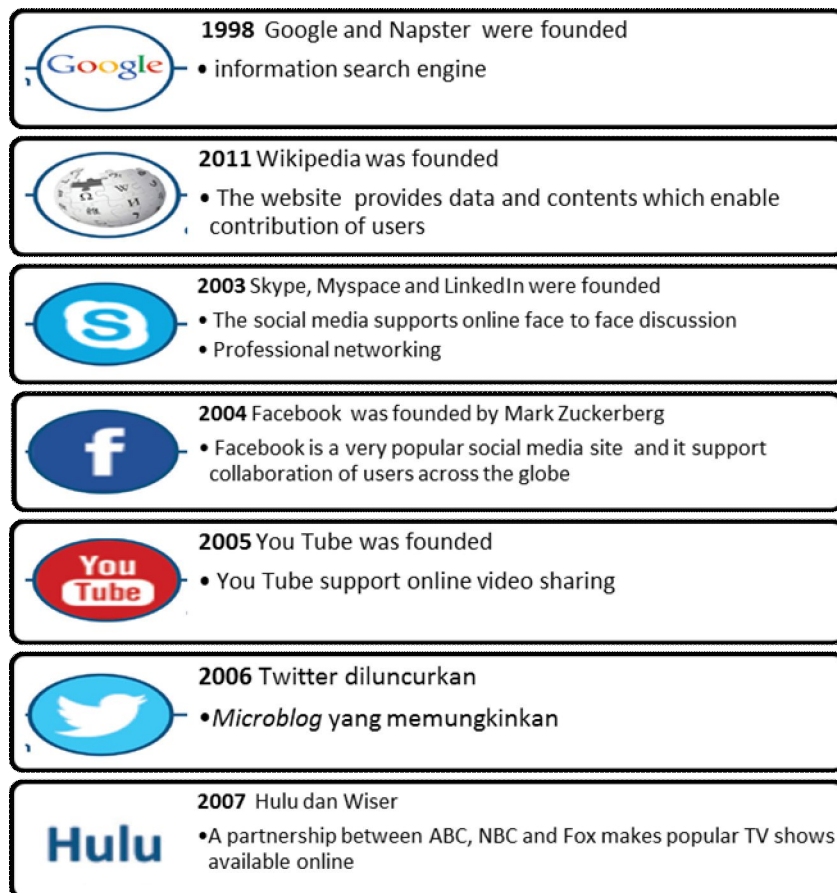 Google
1998 Google and Napster were founded
• information search engine
2011 Wikipedia was founded
• The website provides data and contents which enable
contribution of users
2003 Skype, Myspace and LinkedIn were founded
• The social media supports online face to face discussion
• Professional networking
2004 Facebook was founded by Mark Zuckerberg
• Facebook is a very popular social media site and it support
collaboration of users across the globe
You
Tube
2005 You Tube was founded
• You Tube support online video sharing
2006 Twitter diluncurkan
•Microblog yang memungkinkan
Hulu
2007 Hulu dan Wiser
•A partnership between ABC, NBC and Fox makes popular TV shows
available online